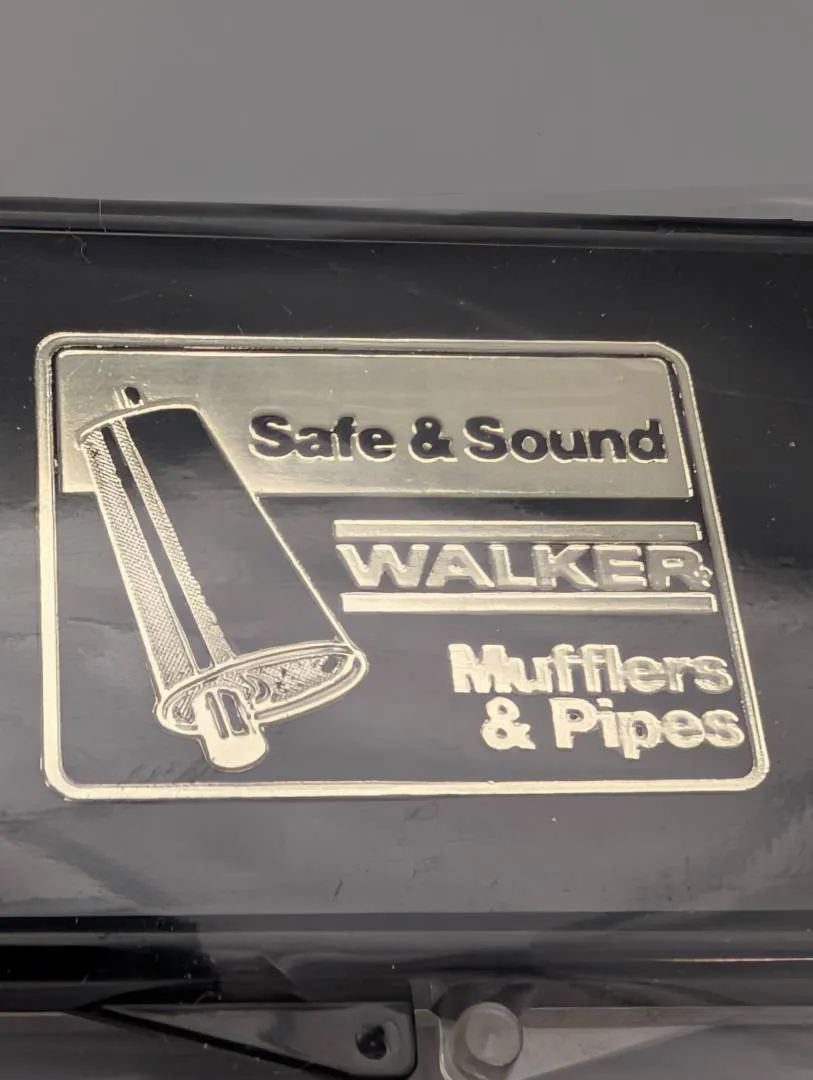 Safe & Sound
WALKER
Mufflers
& Pipes